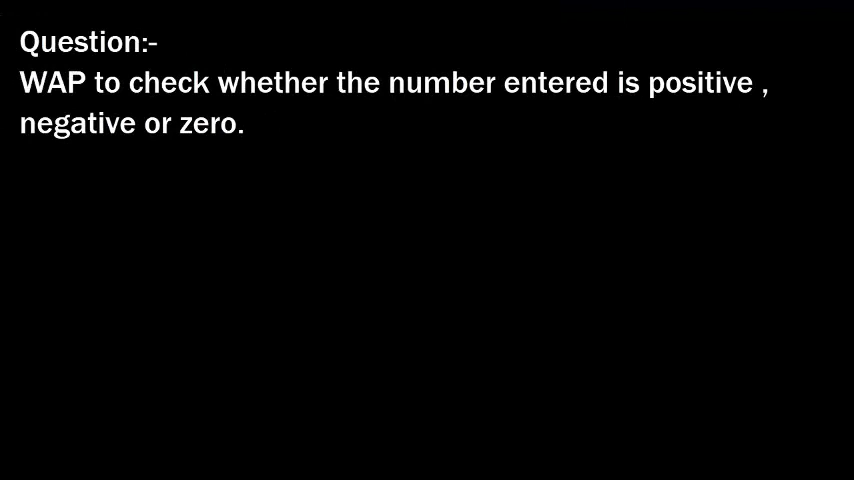 Question:-
WAP to check whether the number entered is positive ,
negative or zero.